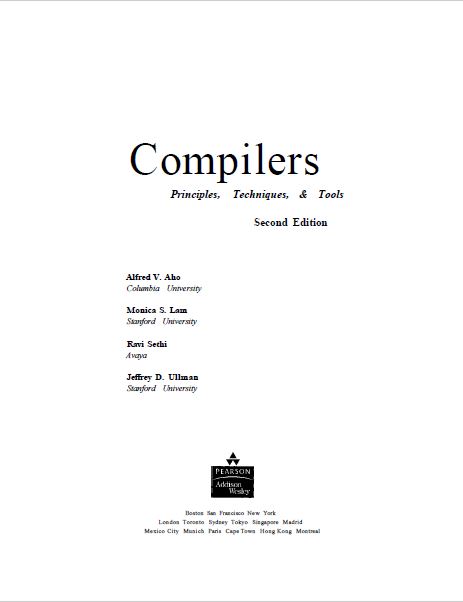 Compilers
Principles, Techniques, & Tools
Second Edition
Alfred V. Aho
Columbia University
Monica S. Lam
Stanford University
Ravi Sethi
Avaya
Jeffrey D. Ullman
Stanford University
PEARSON
Addison
Wesley
Boston San Francisco New York
London Toronto Sydney Tokyo Singapore Madrid
Mexico City Munich Paris Cape Town Hong Kong Montreal